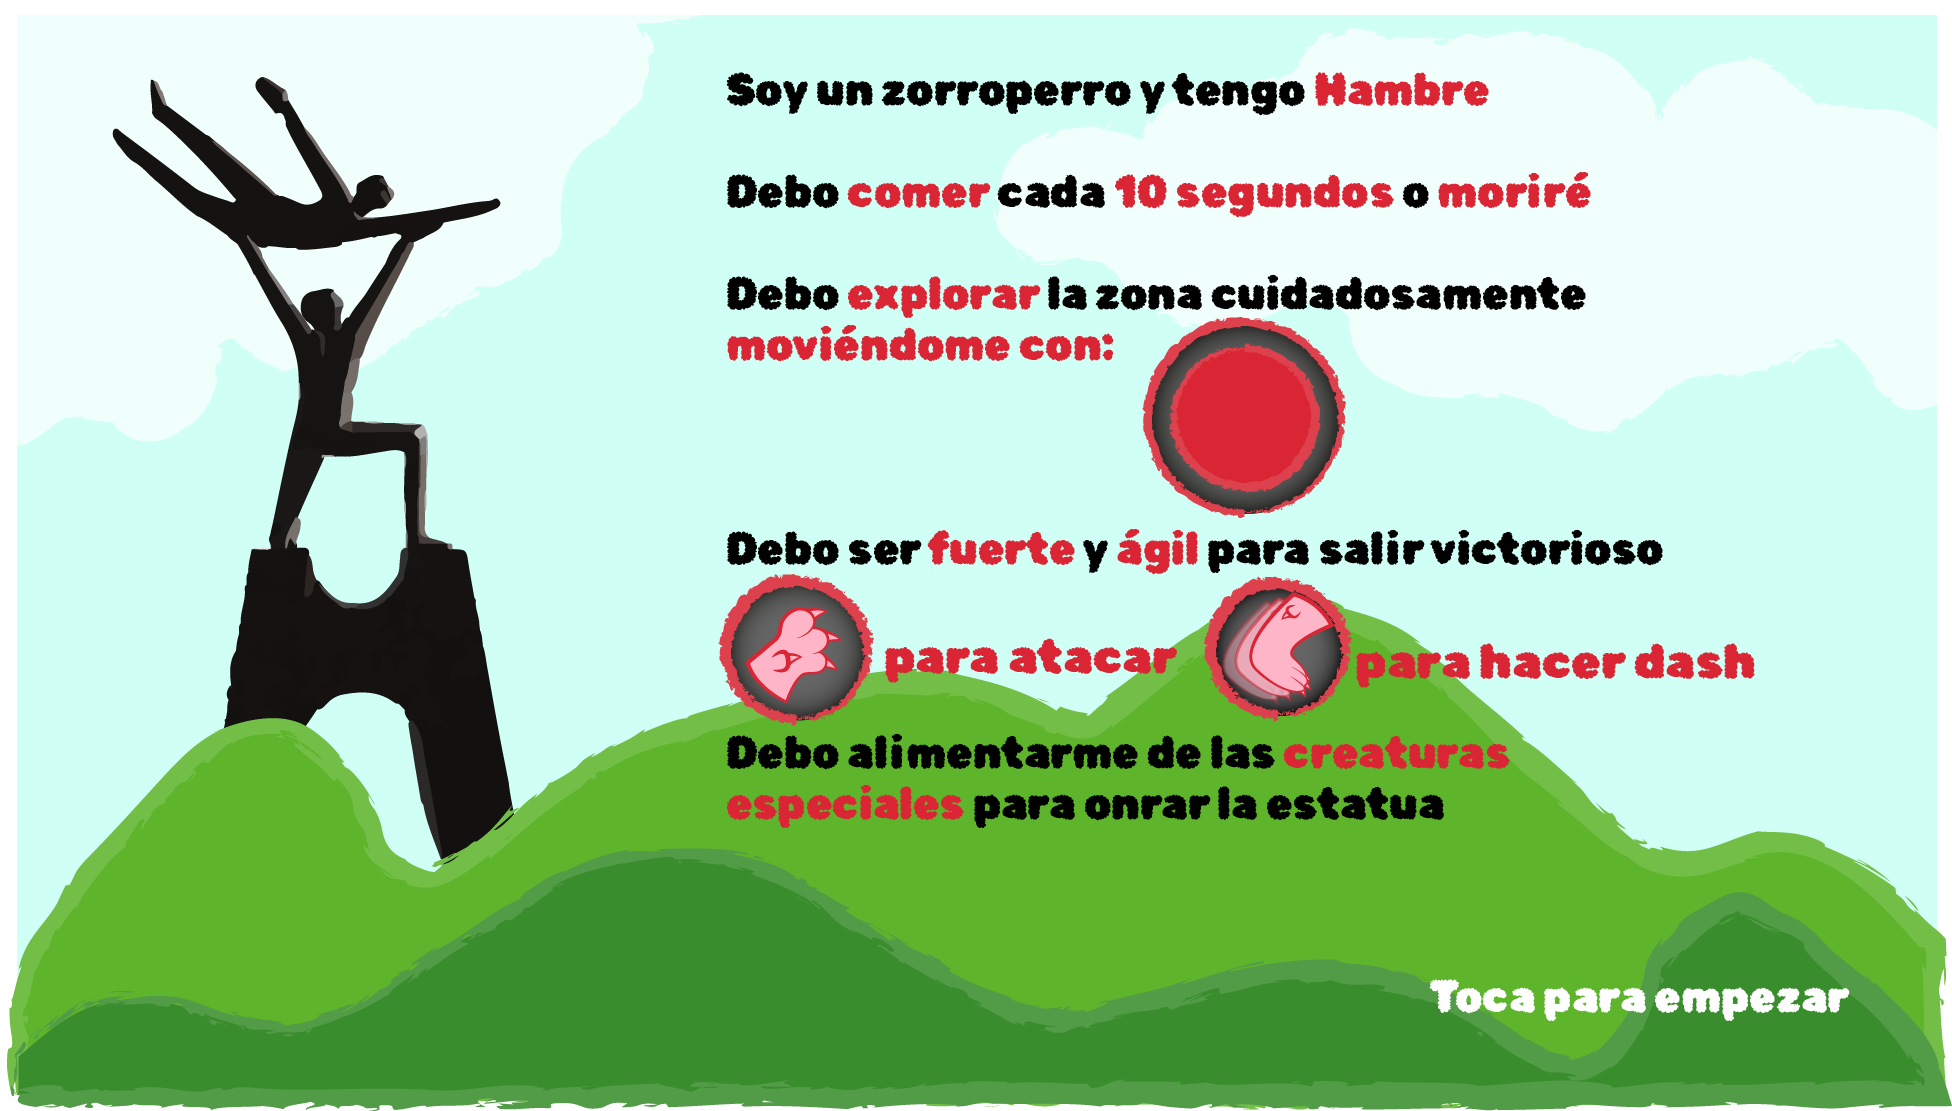 Soy un zorroperro y tengo Hambre
Debo comer cada 10 segundos o moriré
Debo explorar la zona cuidadosamente
moviéndome con:
Debo ser fuerte y ágil para salir victorioso
para atacar
para hacer dash
Debo alimentarme de las creaturas
especiales para onrar la estatua
Toca para empezar